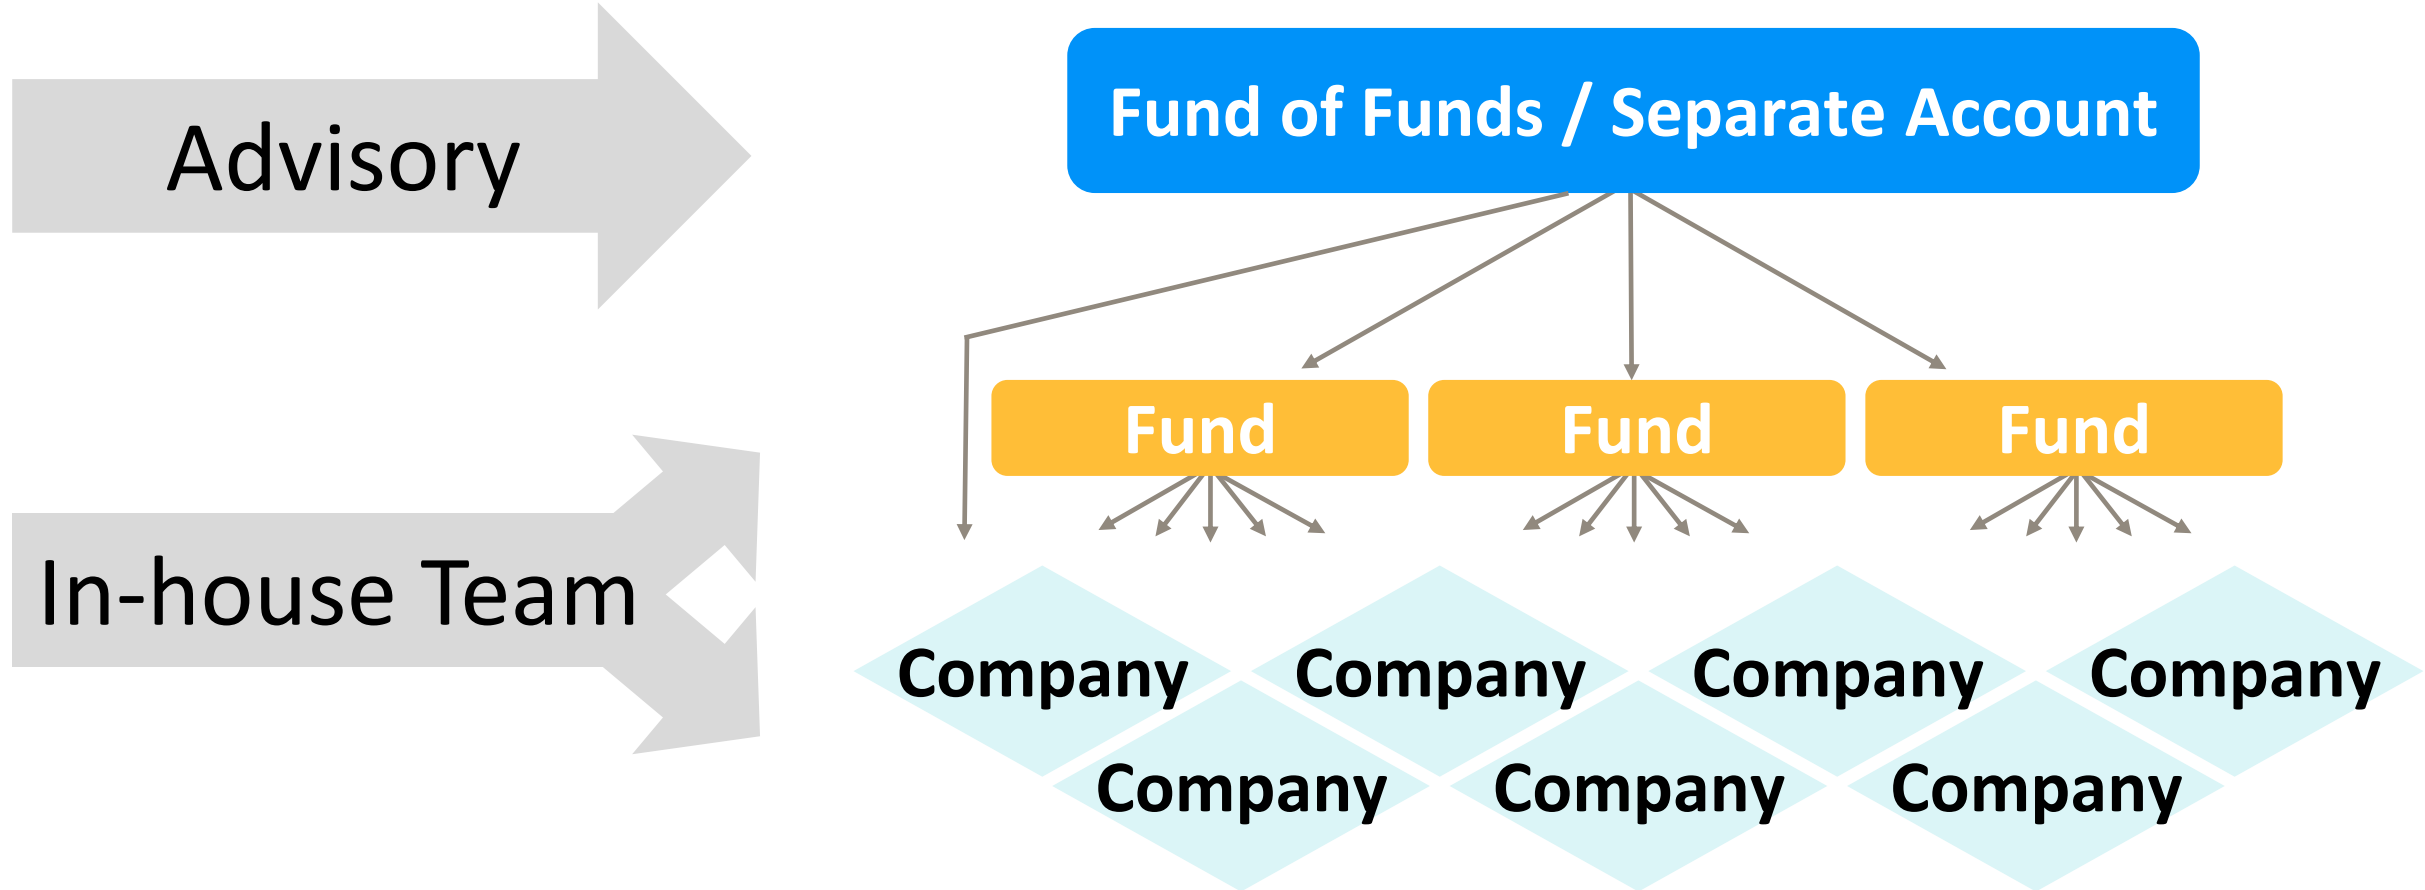 Advisory
Fund of Funds / Separate Account
Fund
Fund
Fund
In-house Team
Company
Company
Company
Company
Company
Company
Company